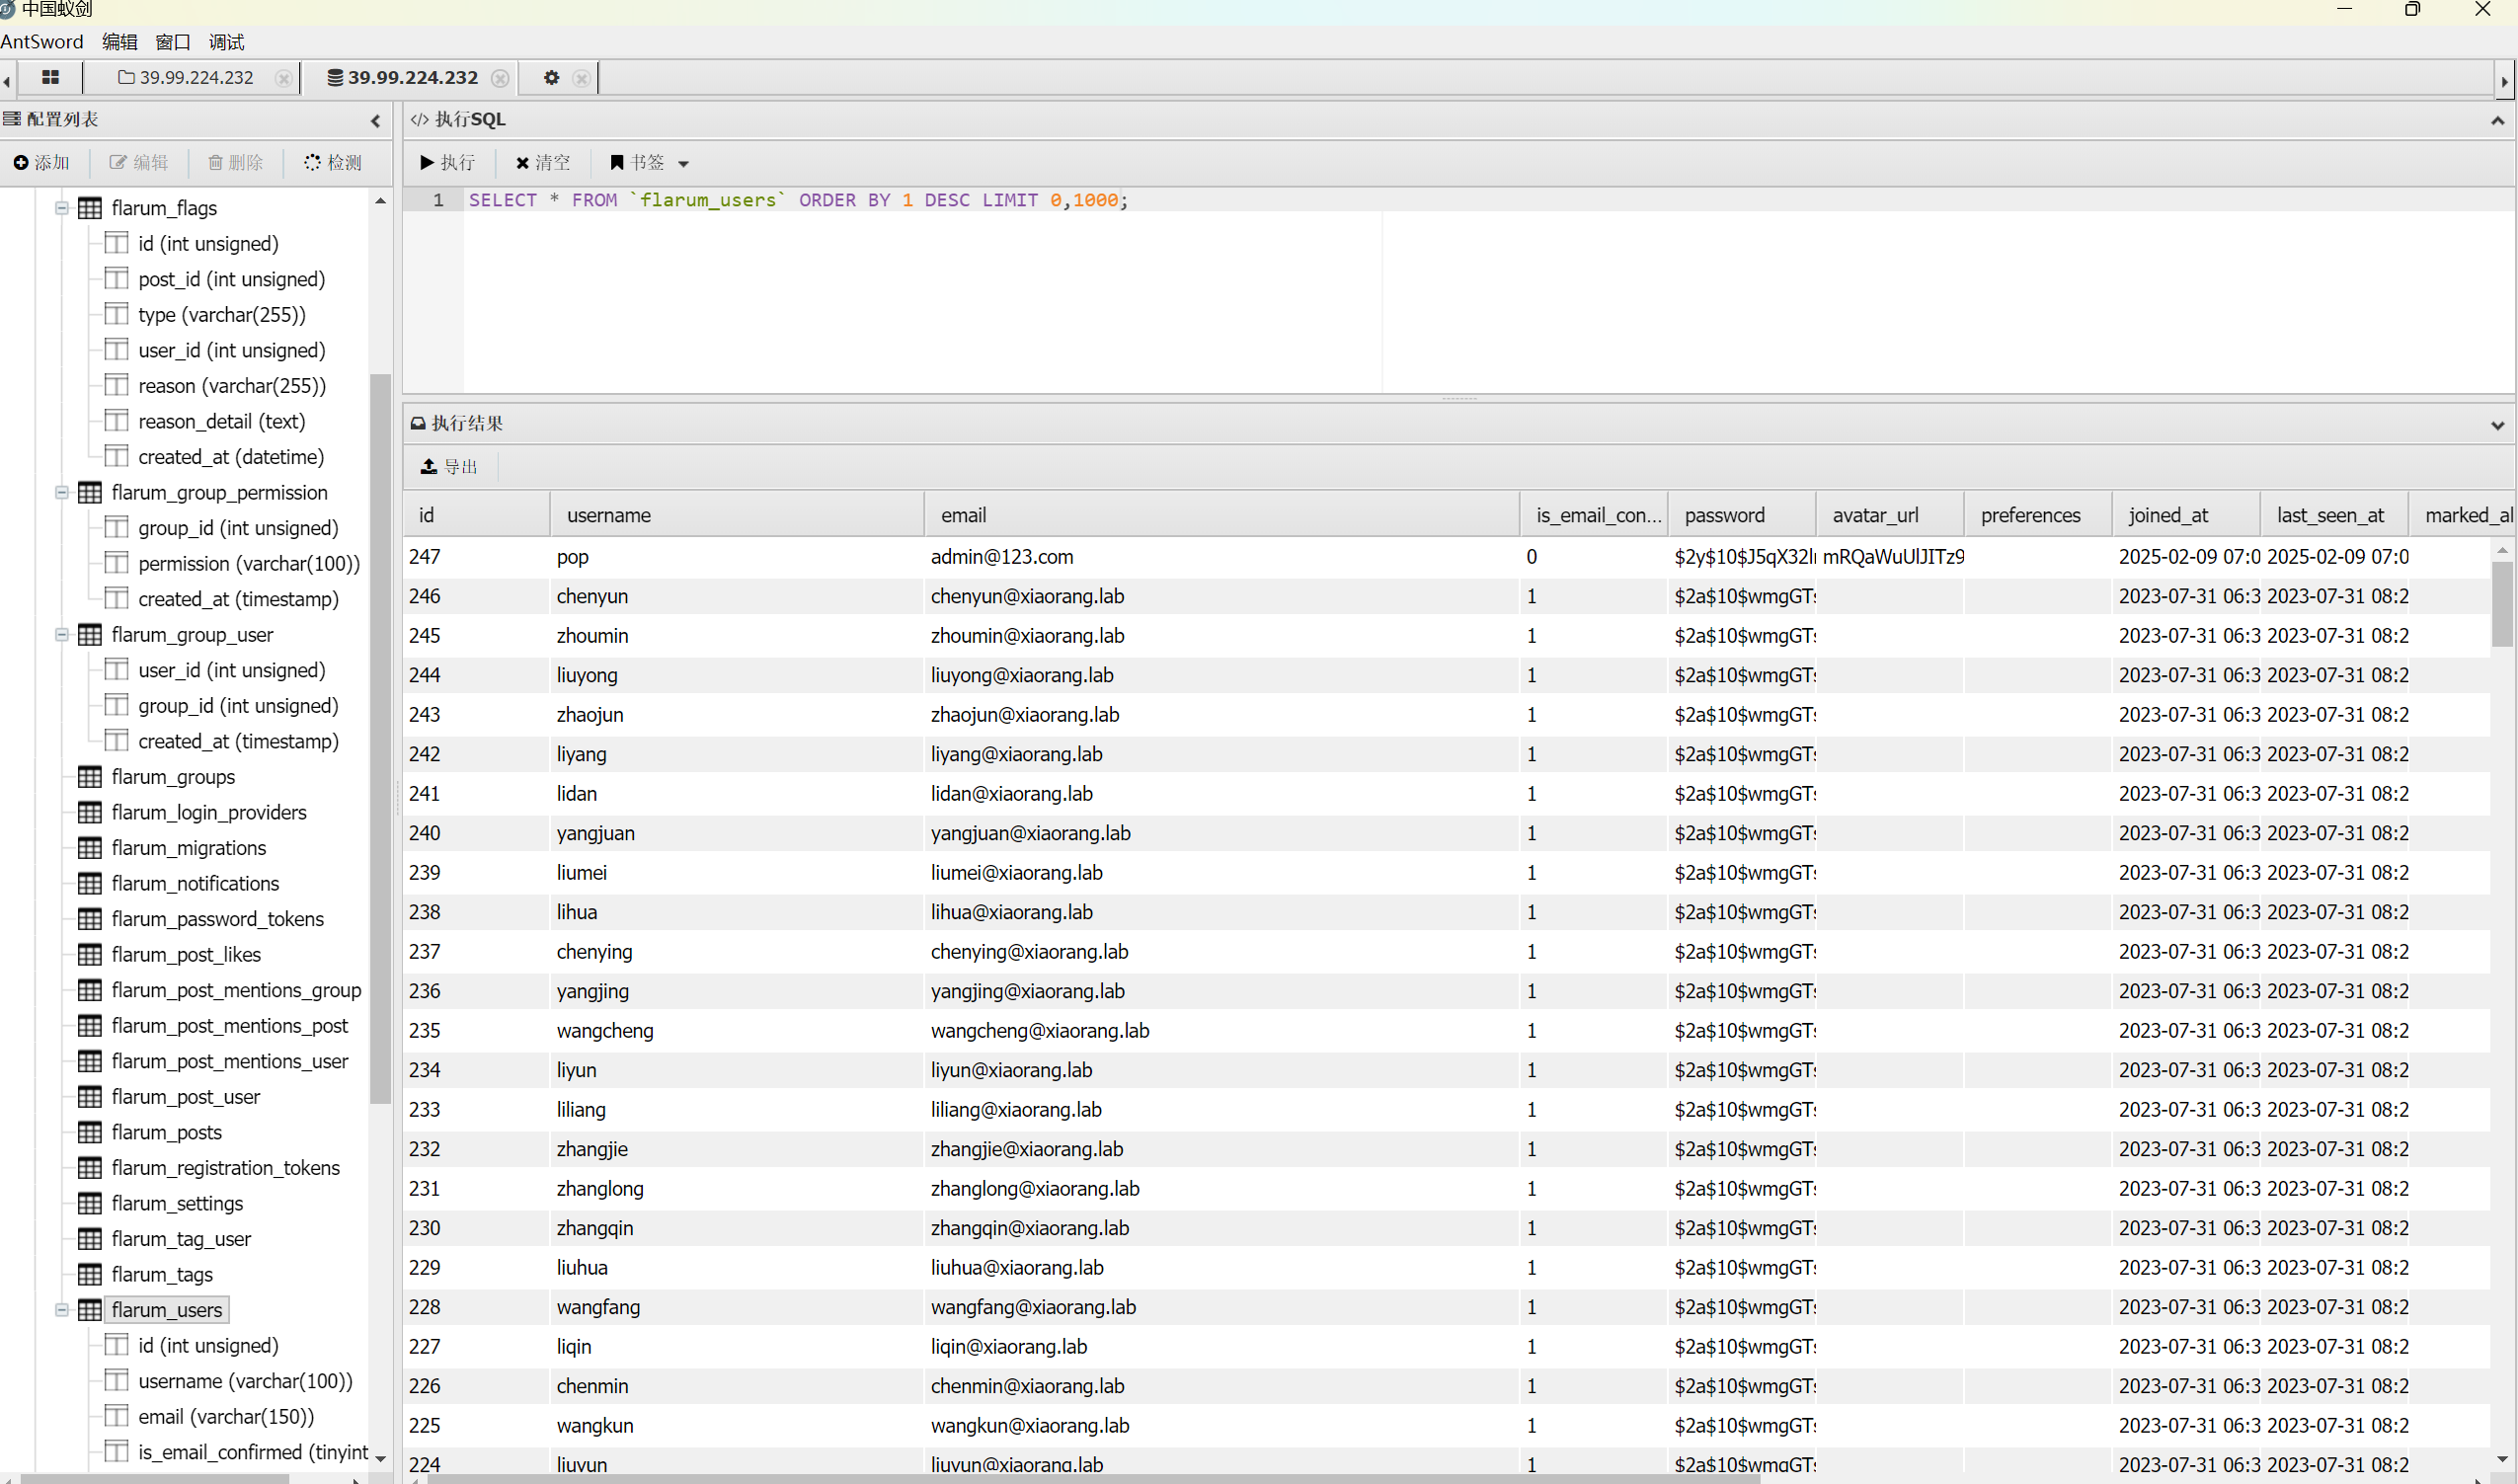 中国蚁剑
AntSword 编辑 窗口 调试
39.99.224.232 39.99.224.232
配置列表
添加 编辑 删除 检测
flarum_flags
id (int unsigned)
post_id (int unsigned)
type (varchar(255))
user_id (int unsigned)
reason (varchar(255))
reason_detail (text)
created_at (datetime)
flarum_group_permission
group_id (int unsigned)
permission (varchar(100))
created_at (timestamp)
flarum_group_user
user_id (int unsigned)
group_id (int unsigned)
created_at (timestamp)
flarum_groups
flarum_login_providers
flarum_migrations
flarum_notifications
flarum_password_tokens
flarum_post_likes
flarum_post_mentions_group
flarum_post_mentions_post
flarum_post_mentions_user
flarum_post_user
flarum_posts
flarum_registration_tokens
flarum_settings
flarum_tag_user
flarum_tags
flarum_users
id (int unsigned)
username (varchar(100))
email (varchar(150))
is_email_confirmed (tinyint
</> 执行SQL
执行 清空 书签
1 SELECT * FROM `flarum_users` ORDER BY 1 DESC LIMIT 0,1000;
执行结果
导出
id username email is_email_con... password avatar_url preferences joined_at last_seen_at marked_al
247 pop admin@123.com 0 $2y$10$J5qX32l mRQaWuUlJITz9 2025-02-09 07:0 2025-02-09 07:0
246 chenyun chenyun@xiaorang.lab 1 $2a$10$wmgGT 2023-07-31 06:3 2023-07-31 08:2
245 zhoumin zhoumin@xiaorang.lab 1 $2a$10$wmgGT 2023-07-31 06:3 2023-07-31 08:2
244 liuyong liuyong@xiaorang.lab 1 $2a$10$wmgGT 2023-07-31 06:3 2023-07-31 08:2
243 zhaojun zhaojun@xiaorang.lab 1 $2a$10$wmgGT 2023-07-31 06:3 2023-07-31 08:2
242 liyang liyang@xiaorang.lab 1 $2a$10$wmgGT 2023-07-31 06:3 2023-07-31 08:2
241 lidan lidan@xiaorang.lab 1 $2a$10$wmgGT 2023-07-31 06:3 2023-07-31 08:2
240 yangjuan yangjuan@xiaorang.lab 1 $2a$10$wmgGT 2023-07-31 06:3 2023-07-31 08:2
239 liumei liumei@xiaorang.lab 1 $2a$10$wmgGT 2023-07-31 06:3 2023-07-31 08:2
238 lihua lihua@xiaorang.lab 1 $2a$10$wmgGT 2023-07-31 06:3 2023-07-31 08:2
237 chenying chenying@xiaorang.lab 1 $2a$10$wmgGT 2023-07-31 06:3 2023-07-31 08:2
236 yangjing yangjing@xiaorang.lab 1 $2a$10$wmgGT 2023-07-31 06:3 2023-07-31 08:2
235 wangcheng wangcheng@xiaorang.lab 1 $2a$10$wmgGT 2023-07-31 06:3 2023-07-31 08:2
234 liyun liyun@xiaorang.lab 1 $2a$10$wmgGT 2023-07-31 06:3 2023-07-31 08:2
233 liliang liliang@xiaorang.lab 1 $2a$10$wmgGT 2023-07-31 06:3 2023-07-31 08:2
232 zhangjie zhangjie@xiaorang.lab 1 $2a$10$wmgGT 2023-07-31 06:3 2023-07-31 08:2
231 zhanglong zhanglong@xiaorang.lab 1 $2a$10$wmgGT 2023-07-31 06:3 2023-07-31 08:2
230 zhangqin zhangqin@xiaorang.lab 1 $2a$10$wmgGT 2023-07-31 06:3 2023-07-31 08:2
229 liuhua liuhua@xiaorang.lab 1 $2a$10$wmgGT 2023-07-31 06:3 2023-07-31 08:2
228 wangfang wangfang@xiaorang.lab 1 $2a$10$wmgGT 2023-07-31 06:3 2023-07-31 08:2
227 liqin liqin@xiaorang.lab 1 $2a$10$wmgGT 2023-07-31 06:3 2023-07-31 08:2
226 chenmin chenmin@xiaorang.lab 1 $2a$10$wmgGT 2023-07-31 06:3 2023-07-31 08:2
225 wangkun wangkun@xiaorang.lab 1 $2a$10$wmgGT 2023-07-31 06:3 2023-07-31 08:2
224 liuyun liuyun@xiaorang.lab 1 $2a$10$wmgGT 2023-07-31 06:3 2023-07-31 08:2